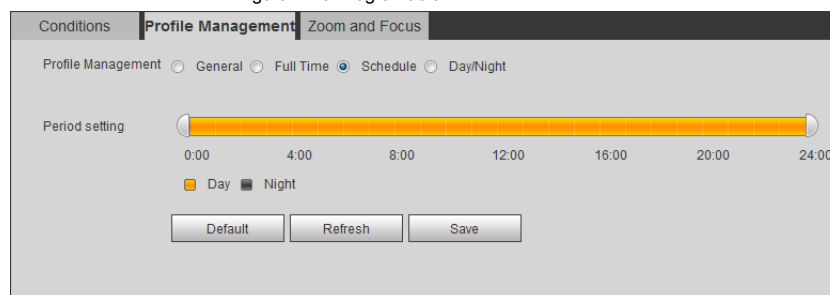 Conditions Profile Management Zoom and Focus
Profile Management General Full Time Schedule Day/Night
Period setting
0:00 4:00 8:00 12:00 16:00 20:00 24:00
Day Night
Default Refresh Save